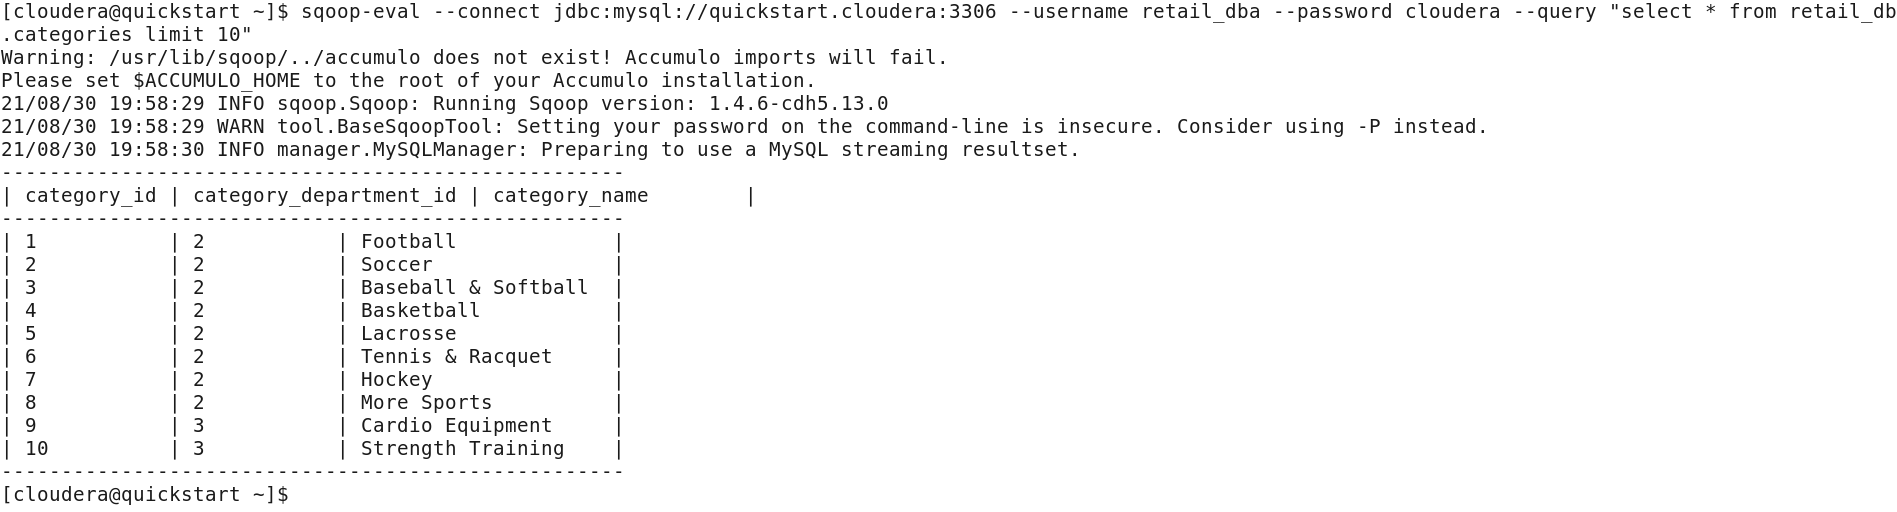 [cloudera@quickstart ~]$ sqoop-eval --connect jdbc:mysql://quickstart.cloudera:3306 --username retail_dba --password cloudera --query "select * from retail_db
.categories limit 10"
Warning: /usr/lib/sqoop/../accumulo does not exist! Accumulo imports will fail.
Please set $ACCUMULO_HOME to the root of your Accumulo installation.
21/08/30 19:58:29 INFO sqoop.Sqoop: Running Sqoop version: 1.4.6-cdh5.13.0
21/08/30 19:58:29 WARN tool.BaseSqoopTool: Setting your password on the command-line is insecure. Consider using -P instead.
21/08/30 19:58:30 INFO manager.MySQLManager: Preparing to use a MySQL streaming resultset.
----------------------------------------------------
| category_id | category_department_id | category_name        |
----------------------------------------------------
| 1           | 2           | Football             |
| 2           | 2           | Soccer               |
| 3           | 2           | Baseball & Softball  |
| 4           | 2           | Basketball           |
| 5           | 2           | Lacrosse             |
| 6           | 2           | Tennis & Racquet     |
| 7           | 2           | Hockey               |
| 8           | 2           | More Sports          |
| 9           | 3           | Cardio Equipment     |
| 10          | 3           | Strength Training    |
----------------------------------------------------
[cloudera@quickstart ~]$